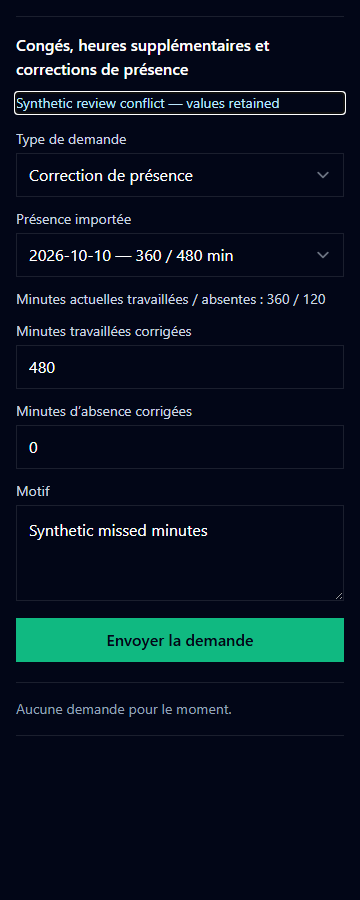 Congés, heures supplémentaires et
corrections de présence
Synthetic review conflict — values retained
Type de demande
Correction de présence
Présence importée
2026-10-10 — 360 / 480 min
Minutes actuelles travaillées / absentes : 360 / 120
Minutes travaillées corrigées
480
Minutes d’absence corrigées
0
Motif
Synthetic missed minutes
Envoyer la demande
Aucune demande pour le moment.